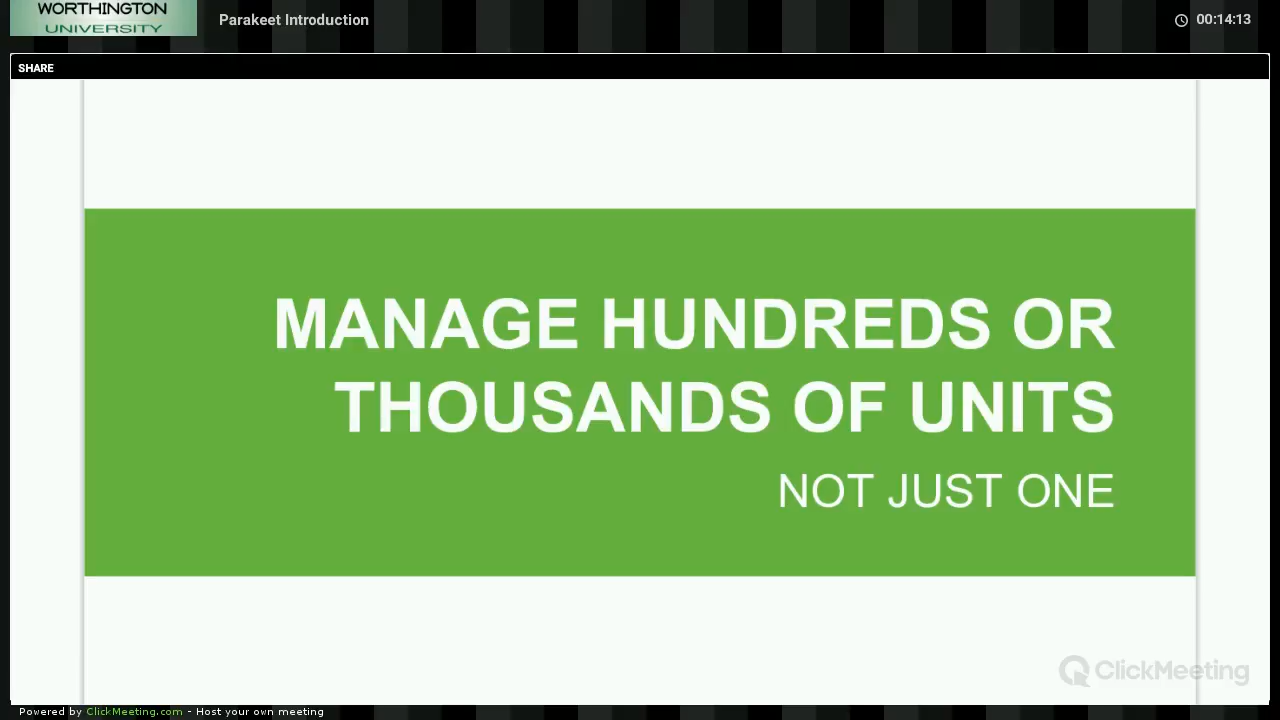 WORTHINGTON
UNIVERSITY
Parakeet Introduction
00:14:13
SHARE
MANAGE HUNDREDS OR
THOUSANDS OF UNITS
NOT JUST ONE
ClickMeeting
Powered by ClickMeeting.com - Host your own meeting